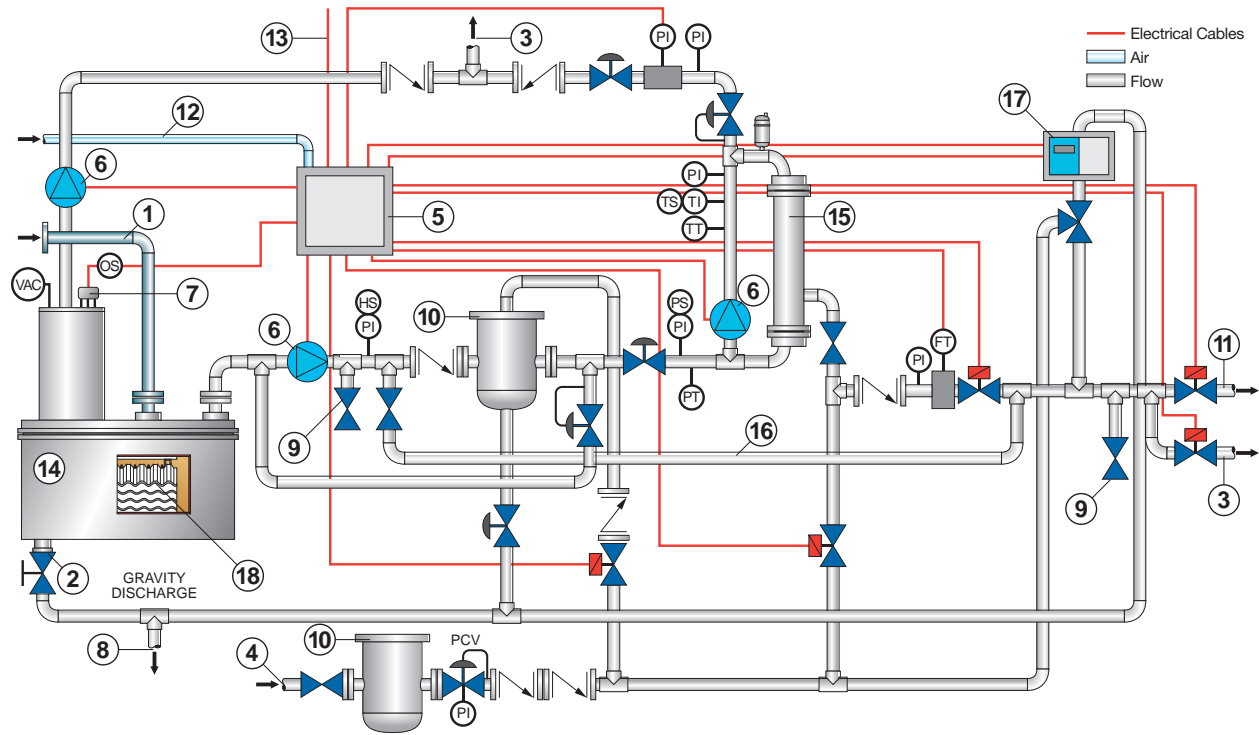 13
3
PI
PI
Electrical Cables
Air
Flow
12
17
6
PI
1
5
TS
TI
15
TT
OS
VAC
7
HS
PI
10
PS
PI
6
6
PI
FT
11
PT
9
16
14
9
3
2
GRAVITY
DISCHARGE
18
10
PCV
8
4
PI